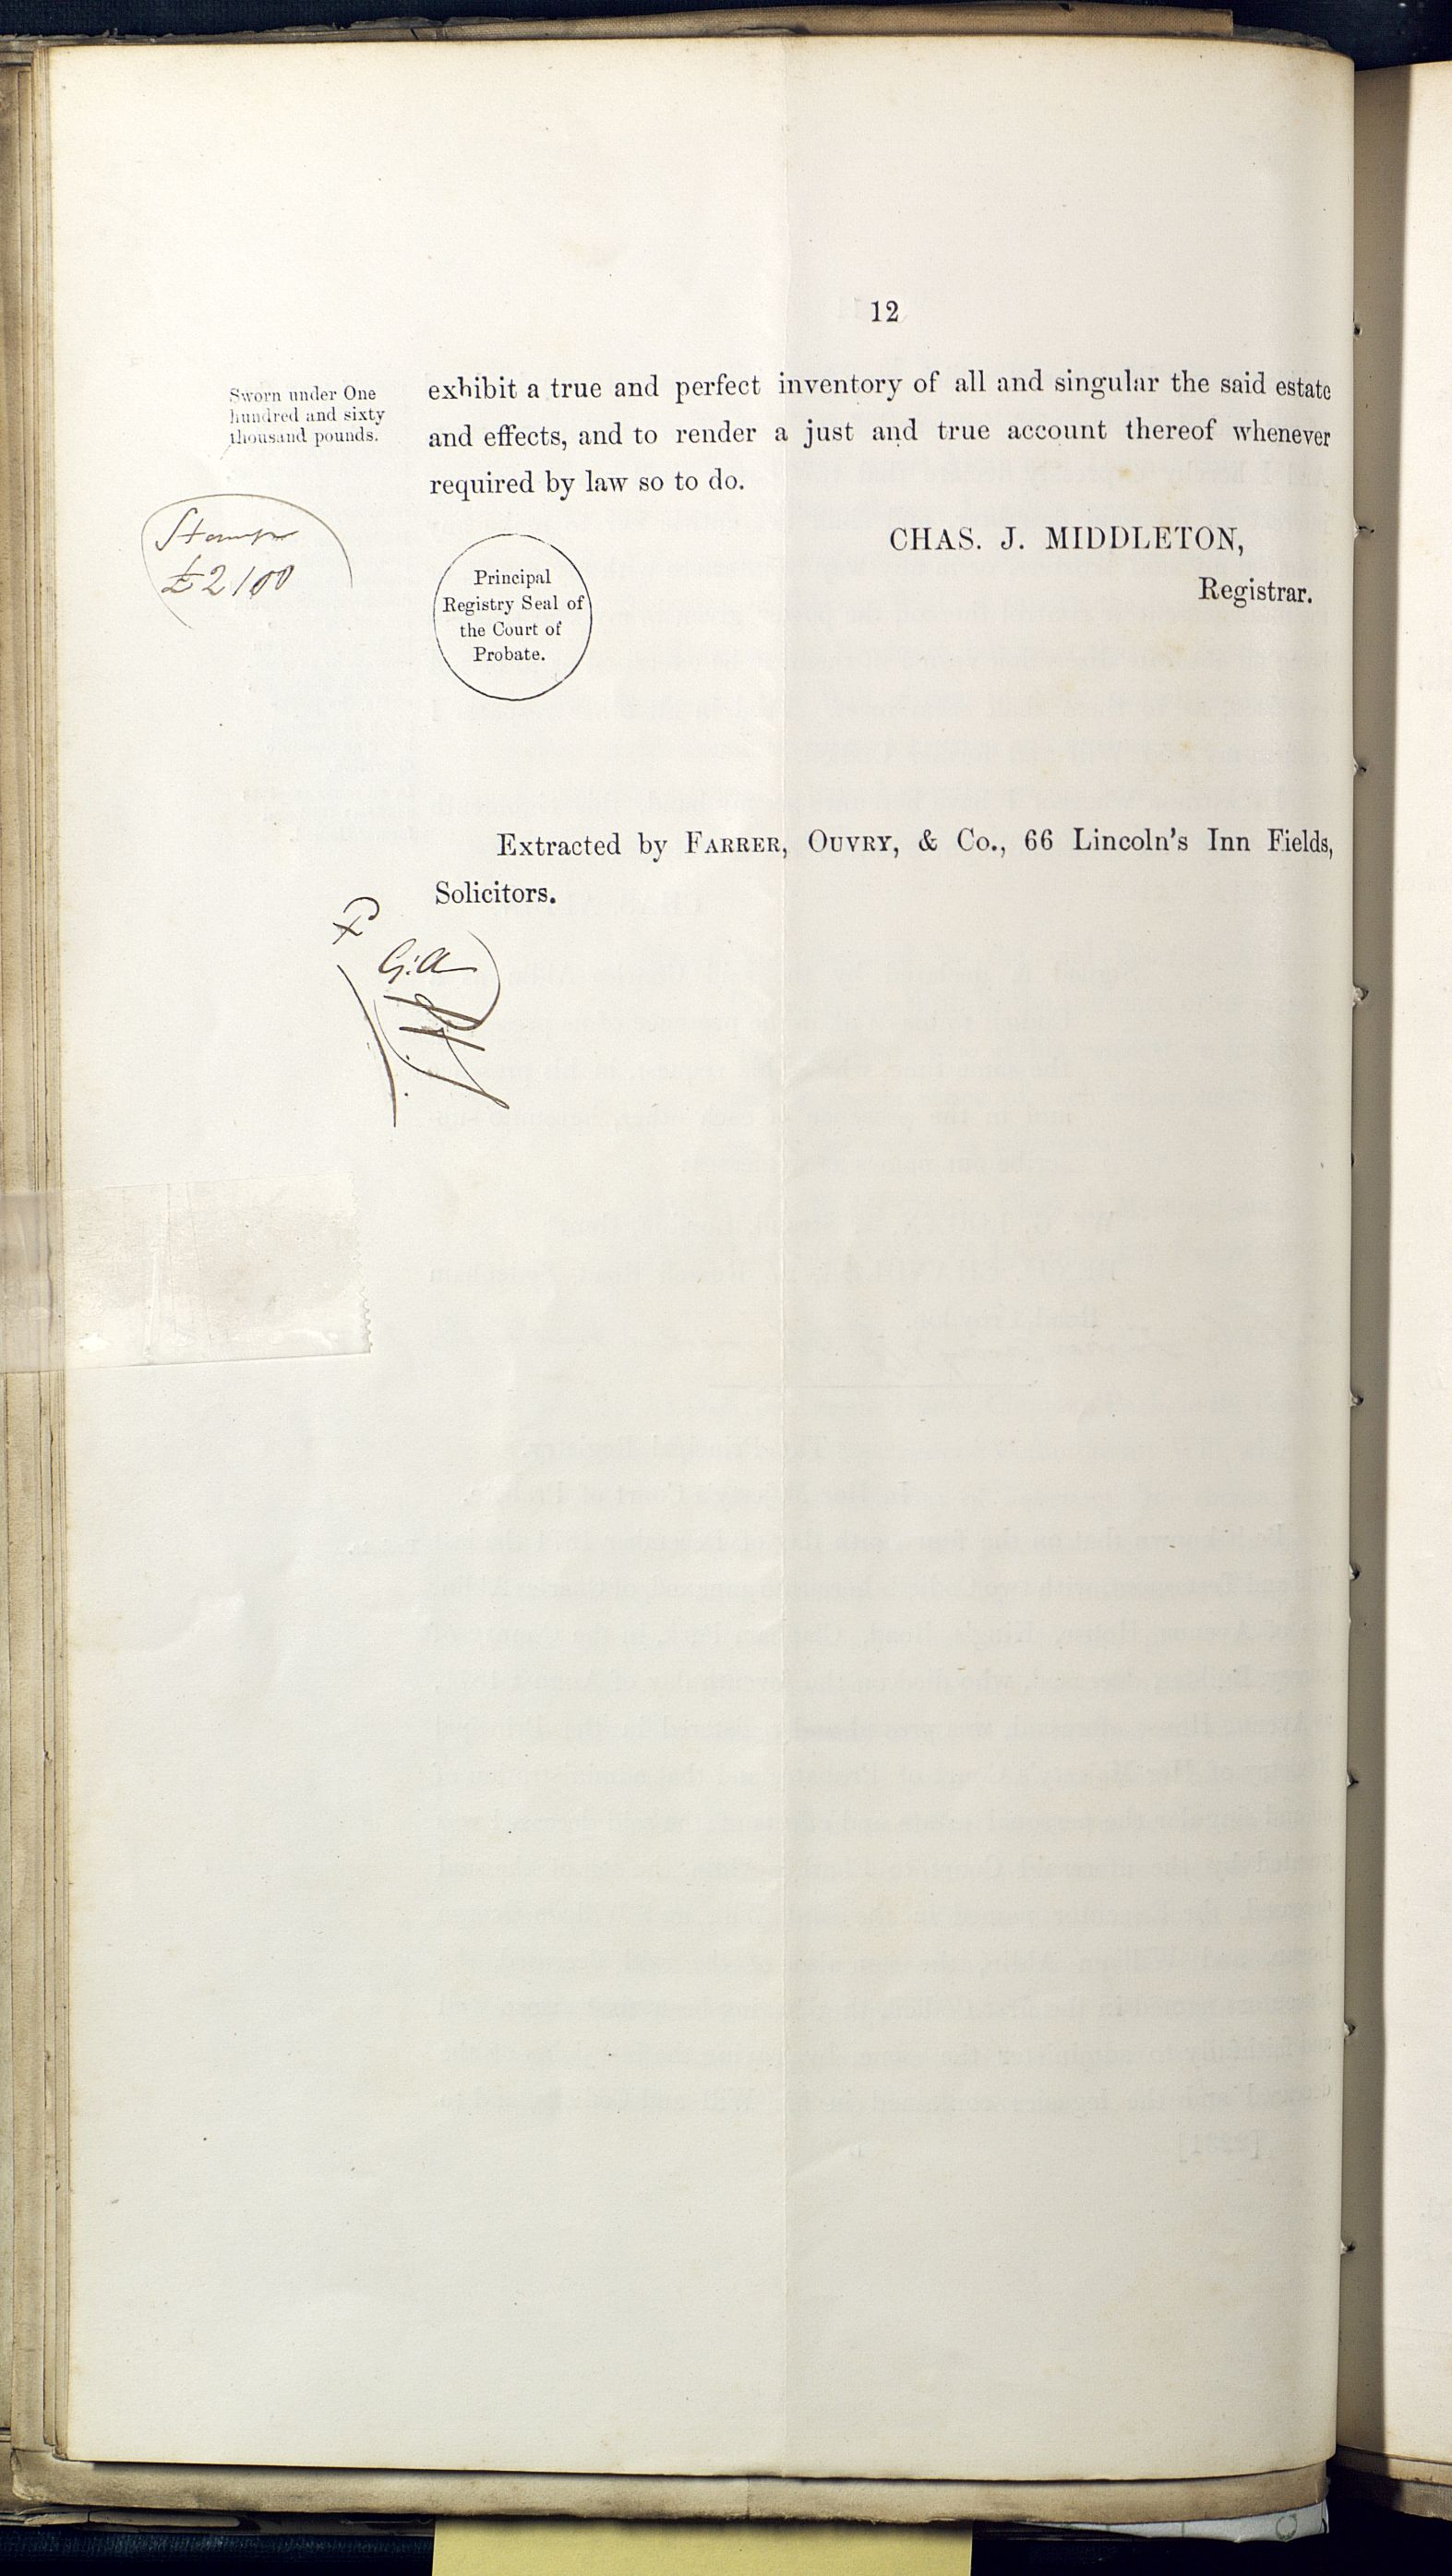 12
Sworn under One
hundred and sixty
thousand pounds.
exhibit a true and perfect inventory of all and singular the said estate
and effects, and to render a just and true account thereof whenever
required by law so to do.
Stamp
£2100
CHAS. J. MIDDLETON,
Registrar.
Principal
Registry Seal of
the Court of
Probate.
Extracted by FARRER, OUVRY, & Co., 66 Lincoln's Inn Fields,
Solicitors.
G.A